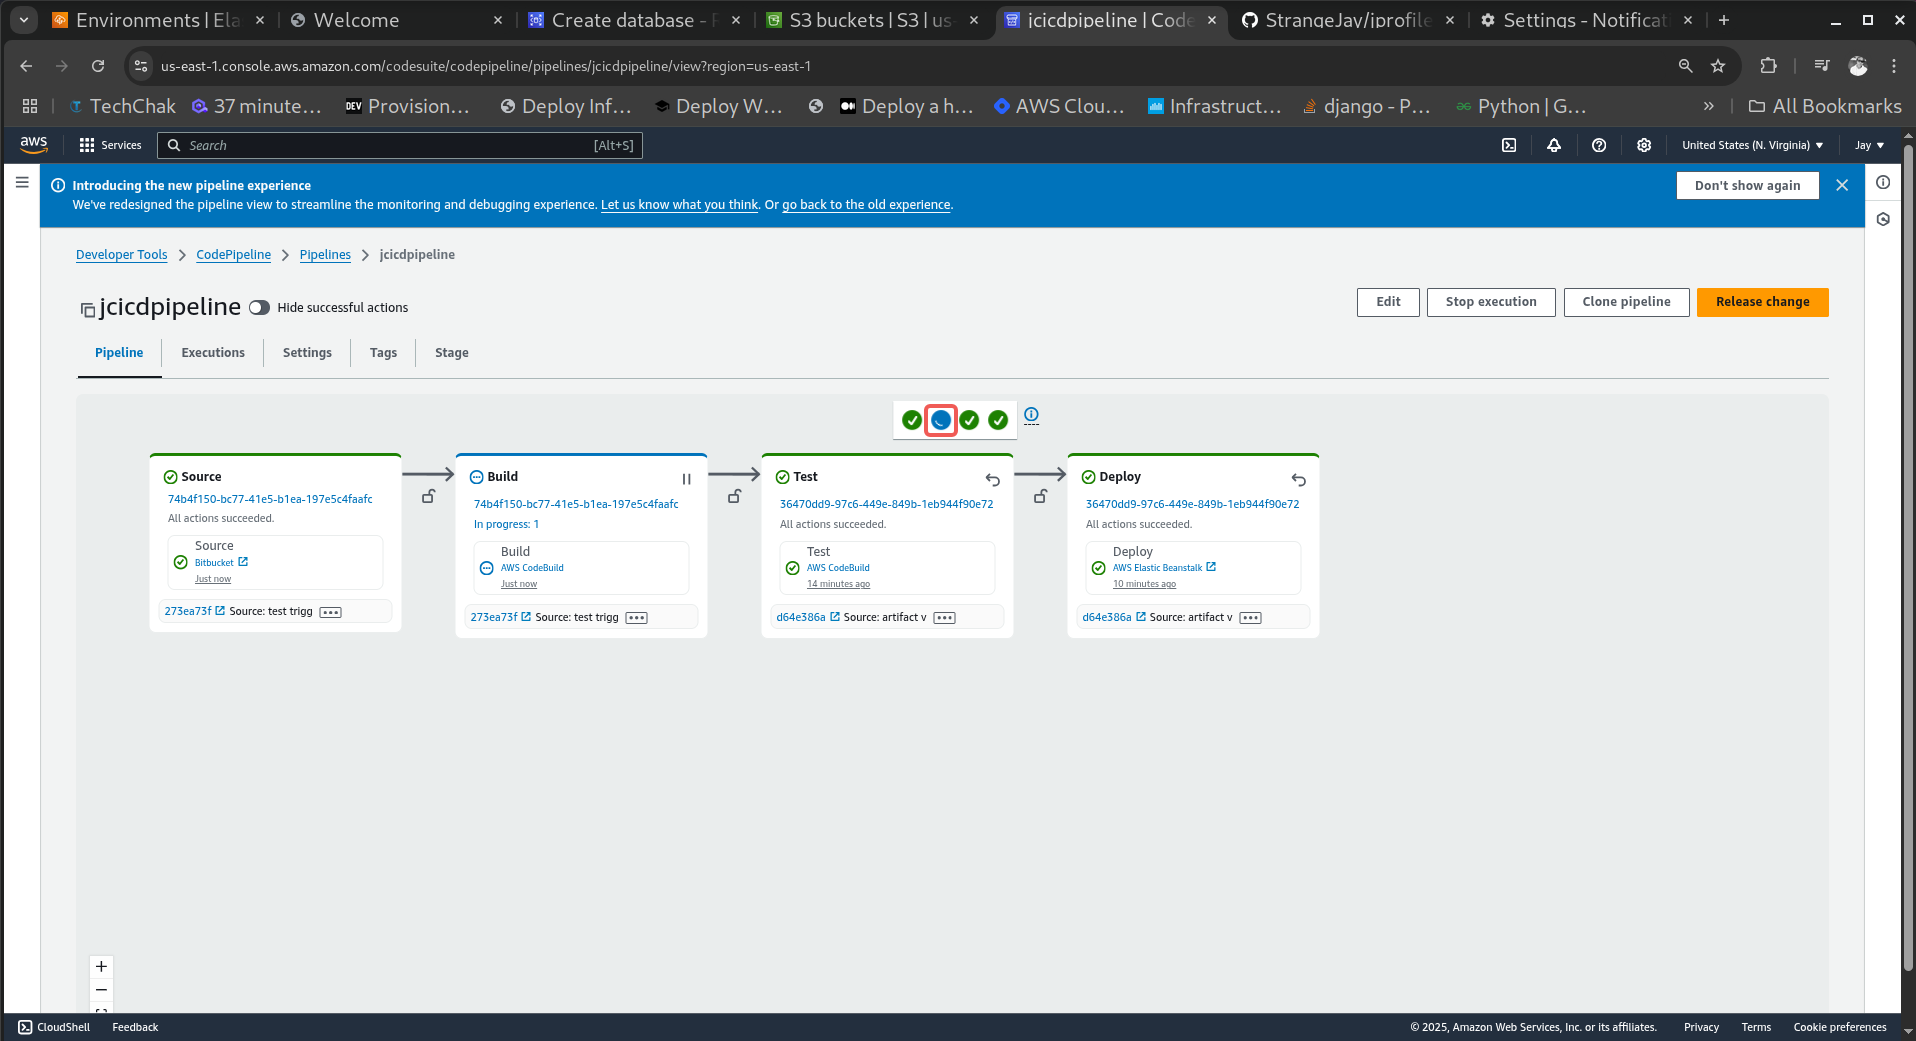 Environments | Ela
Welcome
Create database - R
S3 buckets | S3 | us-
jcicdpipeline | Code
StrangeJay/jprofile
Settings - Notificati
us-east-1.console.aws.amazon.com/codesuite/codepipeline/pipelines/jcicdpipeline/view?region=us-east-1
TechChak
37 minute...
DEV
Provision...
Deploy Inf...
Deploy W...
Deploy a h...
AWS Clou...
Infrastruct...
django - P...
Python | G...
All Bookmarks
aws
Services
Search
[Alt+S]
United States (N. Virginia)
Jay
Introducing the new pipeline experience
Don't show again
We've redesigned the pipeline view to streamline the monitoring and debugging experience. Let us know what you think. Or go back to the old experience.
Developer Tools
CodePipeline
Pipelines
jcicdpipeline
jcicdpipeline
Hide successful actions
Edit
Stop execution
Clone pipeline
Release change
Pipeline
Executions
Settings
Tags
Stage
Source
74b4f150-bc77-41e5-b1ea-197e5c4faafc
All actions succeeded.
Source
Bitbucket
Just now
273ea73f Source: test trigg
Build
74b4f150-bc77-41e5-b1ea-197e5c4faafc
In progress: 1
Build
AWS CodeBuild
Just now
273ea73f Source: test trigg
Test
36470dd9-97c6-449e-849b-1eb944f90e72
All actions succeeded.
Test
AWS CodeBuild
14 minutes ago
d64e386a Source: artifact v
Deploy
36470dd9-97c6-449e-849b-1eb944f90e72
All actions succeeded.
Deploy
AWS Elastic Beanstalk
10 minutes ago
d64e386a Source: artifact v
CloudShell
Feedback
© 2025, Amazon Web Services, Inc. or its affiliates.
Privacy
Terms
Cookie preferences